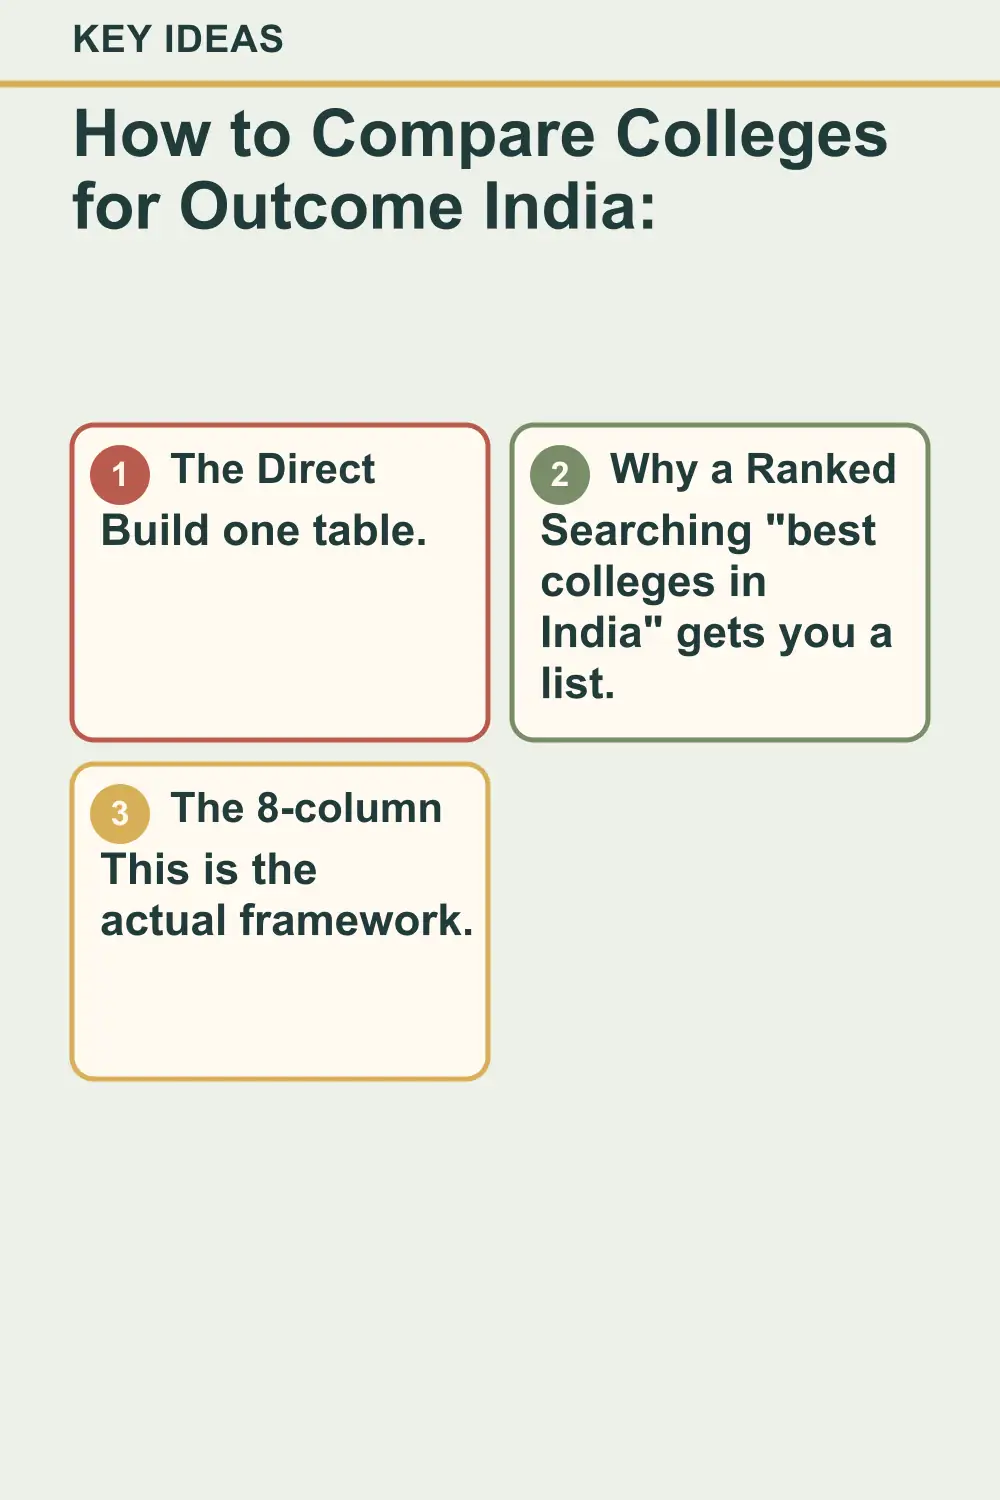 KEY IDEAS
How to Compare Colleges
for Outcome India:
1 The Direct
Build one table.
2 Why a Ranked
Searching "best
colleges in
India" gets you a
list.
3 The 8-column
This is the
actual framework.